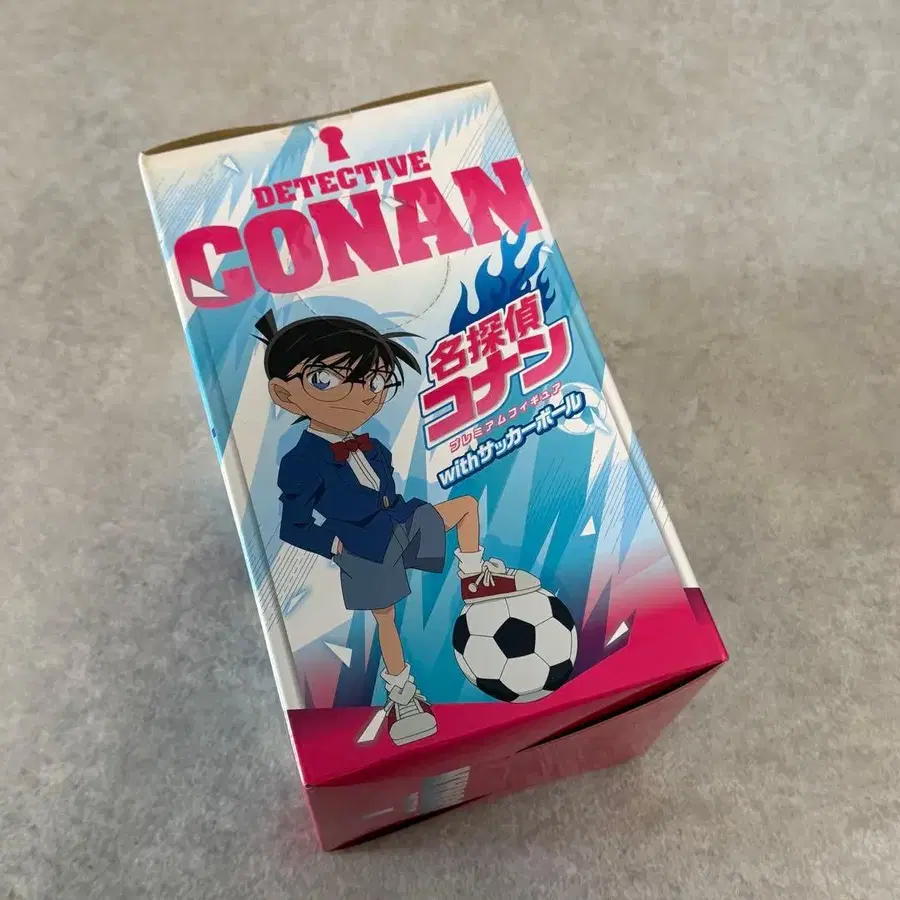 DETECTIVE
CONAN
名探偵
コナン
プレミアムフィギュア
withサッカーボール